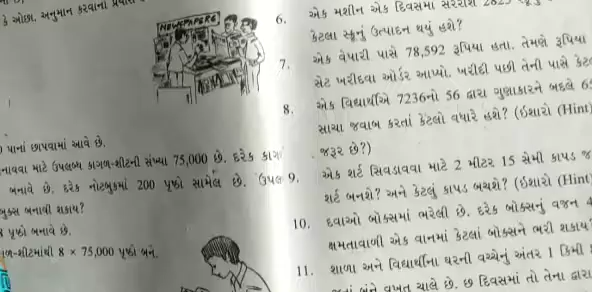 કે ઓછા. અનુમાન કરવાના
NEWSPAPERS
પાનાં છાપવામાં આવે છે.
નાવવા માટે ઉપલબ્ધ કાગળ-શીટની સંખ્યા 75,000 છે. દરેક
બનાવે છે. દરેક નોટબુકમાં 200 પૃષ્ઠો સામેલ છે. ઉપલ
બુક્સ બનાવી શકાય?
8 પૃષ્ઠો બનાવે છે.
ગળ-શીટમાંથી 8 × 75,000 પૃષ્ઠો બને.
6. એક મશીન એક દિવસમાં સરેરાશ 2825
કેટલા સ્ક્રૂનું ઉત્પાદન થયું હશે?
7. એક વેપારી પાસે 78,592 રૂપિયા હતા. તેમણે રૂપિયા
સેટ ખરીદવા ઓર્ડર આપ્યો. ખરીદી પછી તેની પાસે કેટ
8. એક વિદ્યાર્થીએ 7236નો 56 દ્વારા ગુણાકારને બદલે 65
સાચા જવાબ કરતાં કેટલો વધારે હશે? (ઈશારો (Hint)
જરૂર છે?)
9. એક શર્ટ સિવડાવવા માટે 2 મીટર 15 સેમી કાપડ જ
શર્ટ બનશે? અને કેટલું કાપડ બચશે? (ઈશારો (Hint)
10. દવાઓ બોક્સમાં ભરેલી છે. દરેક બોક્સનું વજન 4
ક્ષમતાવાળી એક વાનમાં કેટલાં બોક્સને ભરી શકાય?
11. શાળા અને વિદ્યાર્થીના ઘરની વચ્ચેનું અંતર 1 કિમી
બંને વખત ચાલે છે. છ દિવસમાં તો તેના દ્વારા